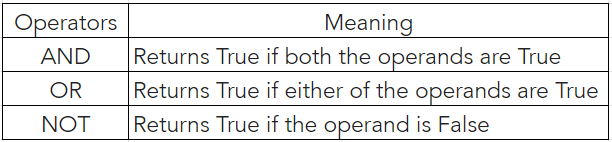 Operators Meaning
AND Returns True if both the operands are True
OR Returns True if either of the operands are True
NOT Returns True if the operand is False